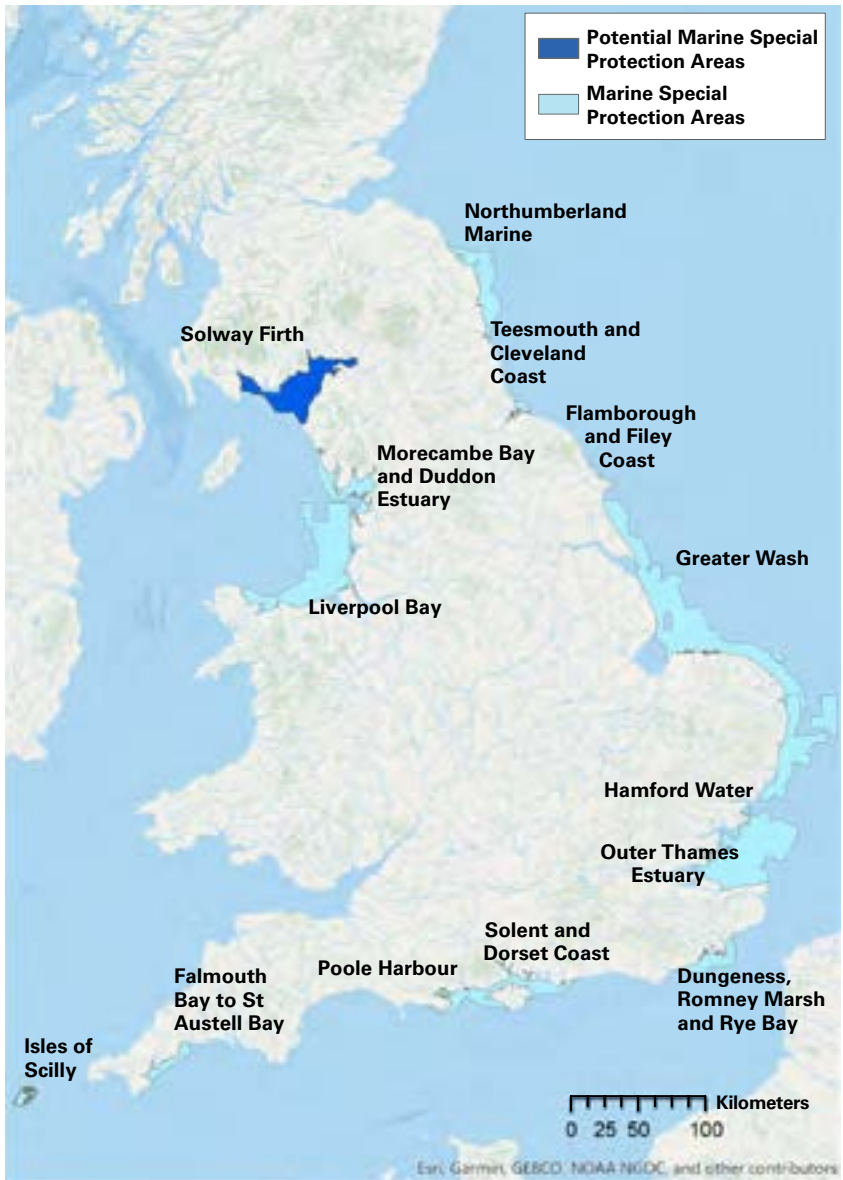 Potential Marine Special
Protection Areas
Marine Special
Protection Areas
Northumberland
Marine
Solway Firth
Teesmouth and
Cleveland
Coast
Flamborough
and Filey
Coast
Morecambe Bay
and Duddon
Estuary
Greater Wash
Liverpool Bay
Hamford Water
Outer Thames
Estuary
Solent and
Dorset Coast
Poole Harbour
Falmouth
Bay to St
Austell Bay
Dungeness,
Romney Marsh
and Rye Bay
Isles of
Scilly
Kilometers
0 25 50 100
Esri, Garmin, GEBCO, NOAA NGDC, and other contributors